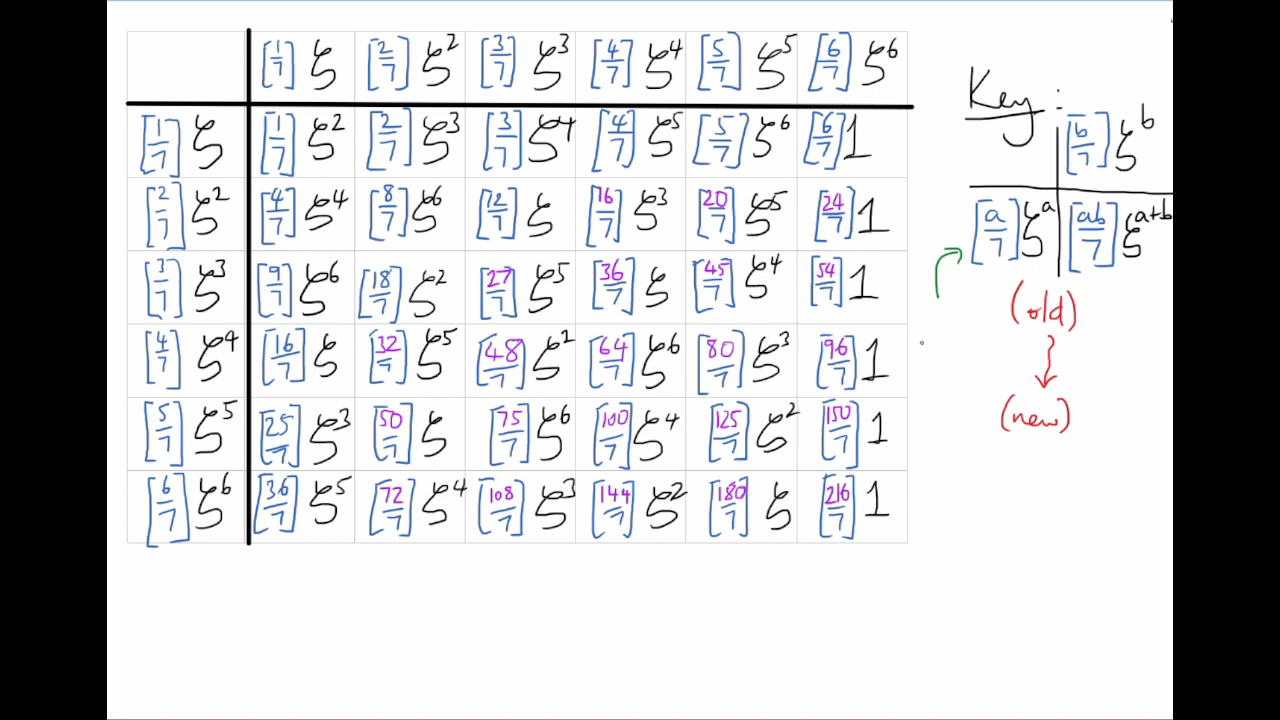 [1/7] ζ [2/7] ζ² [3/7] ζ³ [4/7] ζ⁴ [5/7] ζ⁵ [6/7] ζ⁶
[1/7] ζ [1/7] ζ² [2/7] ζ³ [3/7] ζ⁴ [4/7] ζ⁵ [5/7] ζ⁶ [6/7] 1
[2/7] ζ² [4/7] ζ⁴ [8/7] ζ⁶ [12/7] ζ [16/7] ζ³ [20/7] ζ⁵ [24/7] 1
[3/7] ζ³ [9/7] ζ⁶ [18/7] ζ² [27/7] ζ⁵ [36/7] ζ [45/7] ζ⁴ [54/7] 1
[4/7] ζ⁴ [16/7] ζ [32/7] ζ⁵ [48/7] ζ² [64/7] ζ⁶ [80/7] ζ³ [96/7] 1
[5/7] ζ⁵ [25/7] ζ³ [50/7] ζ [75/7] ζ⁶ [100/7] ζ⁴ [125/7] ζ² [150/7] 1
[6/7] ζ⁶ [36/7] ζ⁵ [72/7] ζ⁴ [108/7] ζ³ [144/7] ζ² [180/7] ζ [216/7] 1
Key:
[b/7] ζᵇ
[a/7] ζᵃ [ab/7] ζᵃ⁺ᵇ
(old)
(new)